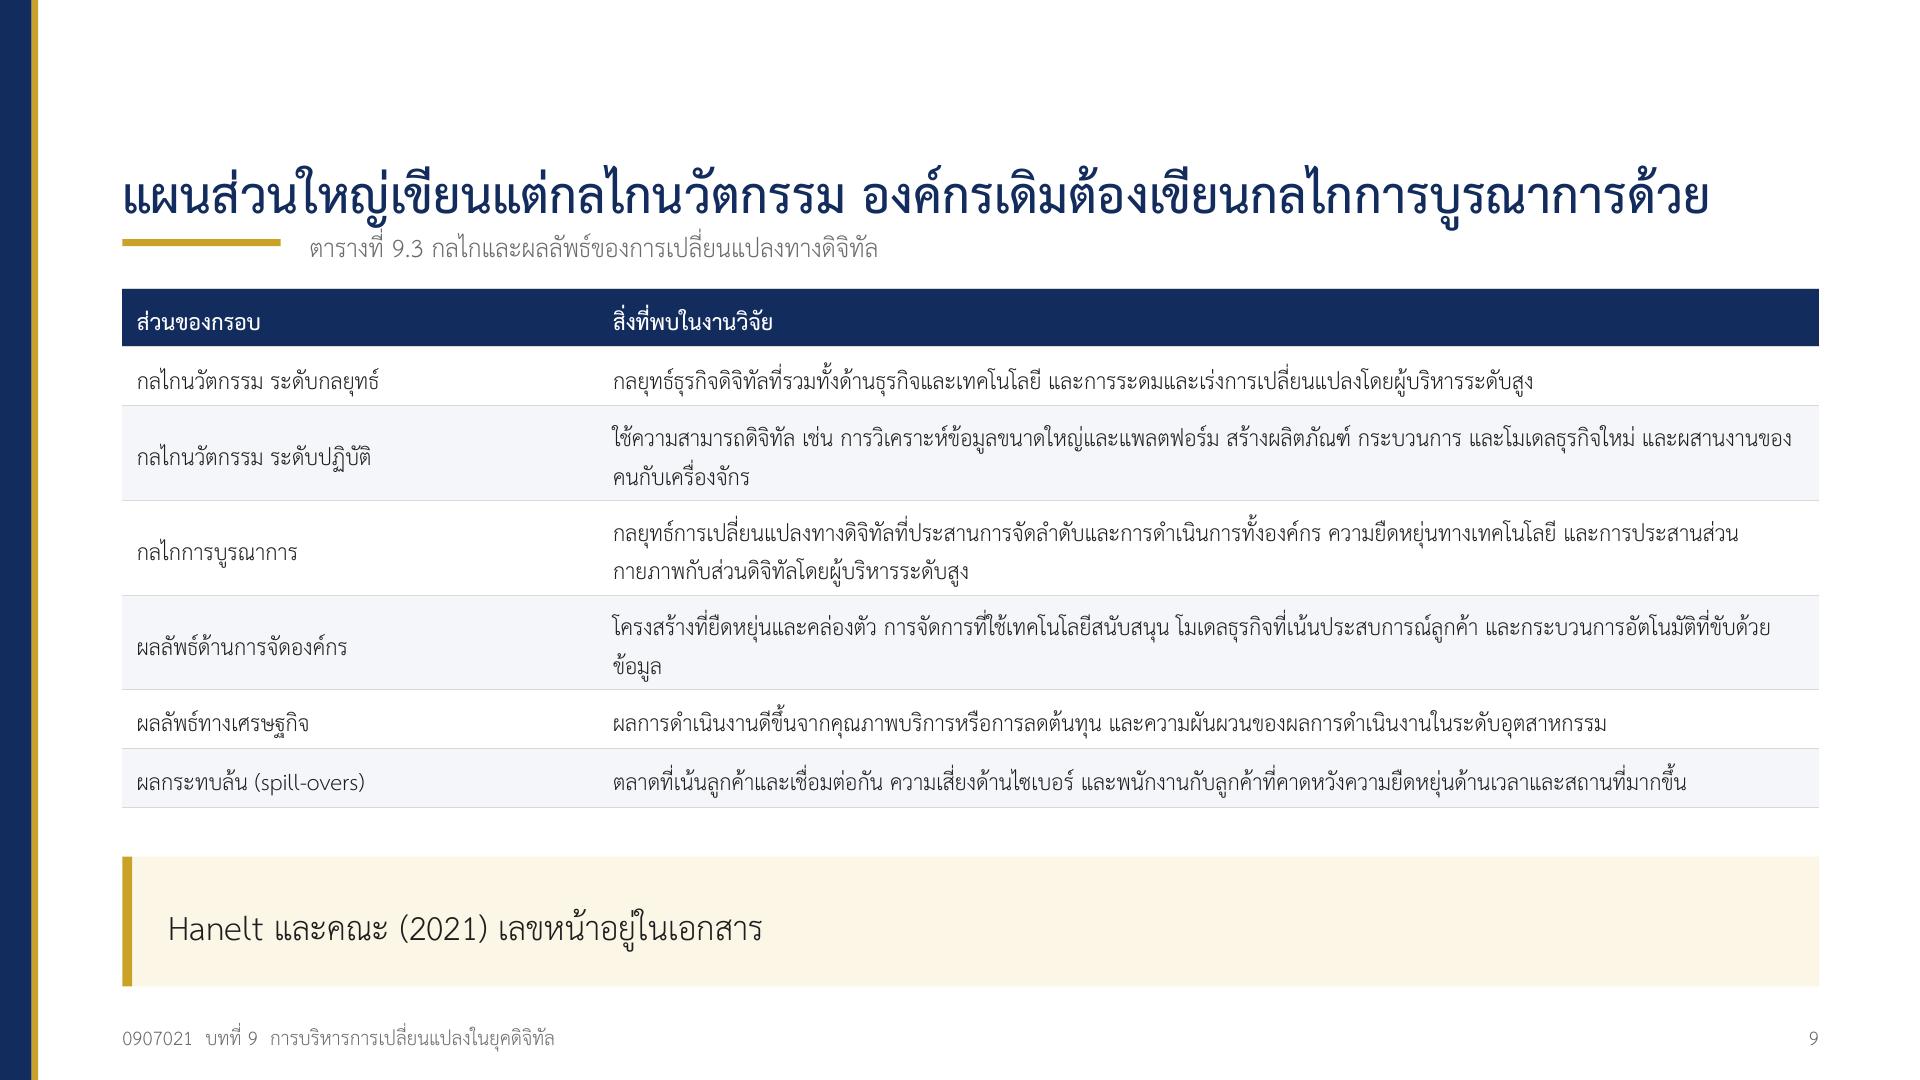 แผนส่วนใหญ่เขียนแต่กลไกนวัตกรรม องค์กรเดิมต้องเขียนกลไกการบูรณาการด้วย
ตารางที่ 9.3 กลไกและผลลัพธ์ของการเปลี่ยนแปลงทางดิจิทัล
ส่วนของกรอบ สิ่งที่พบในงานวิจัย
กลไกนวัตกรรม ระดับกลยุทธ์ กลยุทธ์ธุรกิจดิจิทัลที่รวมทั้งด้านธุรกิจและเทคโนโลยี และการระดมและเร่งการเปลี่ยนแปลงโดยผู้บริหารระดับสูง
กลไกนวัตกรรม ระดับปฏิบัติ ใช้ความสามารถดิจิทัล เช่น การวิเคราะห์ข้อมูลขนาดใหญ่และแพลตฟอร์ม สร้างผลิตภัณฑ์ กระบวนการ และโมเดลธุรกิจใหม่ และผสานงานของ
คนกับเครื่องจักร
กลไกการบูรณาการ กลยุทธ์การเปลี่ยนแปลงทางดิจิทัลที่ประสานการจัดลำดับและการดำเนินการทั้งองค์กร ความยืดหยุ่นทางเทคโนโลยี และการประสานส่วน
กายภาพกับส่วนดิจิทัลโดยผู้บริหารระดับสูง
ผลลัพธ์ด้านการจัดองค์กร โครงสร้างที่ยืดหยุ่นและคล่องตัว การจัดการที่ใช้เทคโนโลยีสนับสนุน โมเดลธุรกิจที่เน้นประสบการณ์ลูกค้า และกระบวนการอัตโนมัติที่ขับด้วย
ข้อมูล
ผลลัพธ์ทางเศรษฐกิจ ผลการดำเนินงานดีขึ้นจากคุณภาพบริการหรือการลดต้นทุน และความผันผวนของผลการดำเนินงานในระดับอุตสาหกรรม
ผลกระทบล้น (spill-overs) ตลาดที่เน้นลูกค้าและเชื่อมต่อกัน ความเสี่ยงด้านไซเบอร์ และพนักงานกับลูกค้าที่คาดหวังความยืดหยุ่นด้านเวลาและสถานที่มากขึ้น
Hanelt และคณะ (2021) เลขหน้าอยู่ในเอกสาร
0907021 บทที่ 9 การบริหารการเปลี่ยนแปลงในยุคดิจิทัล 9